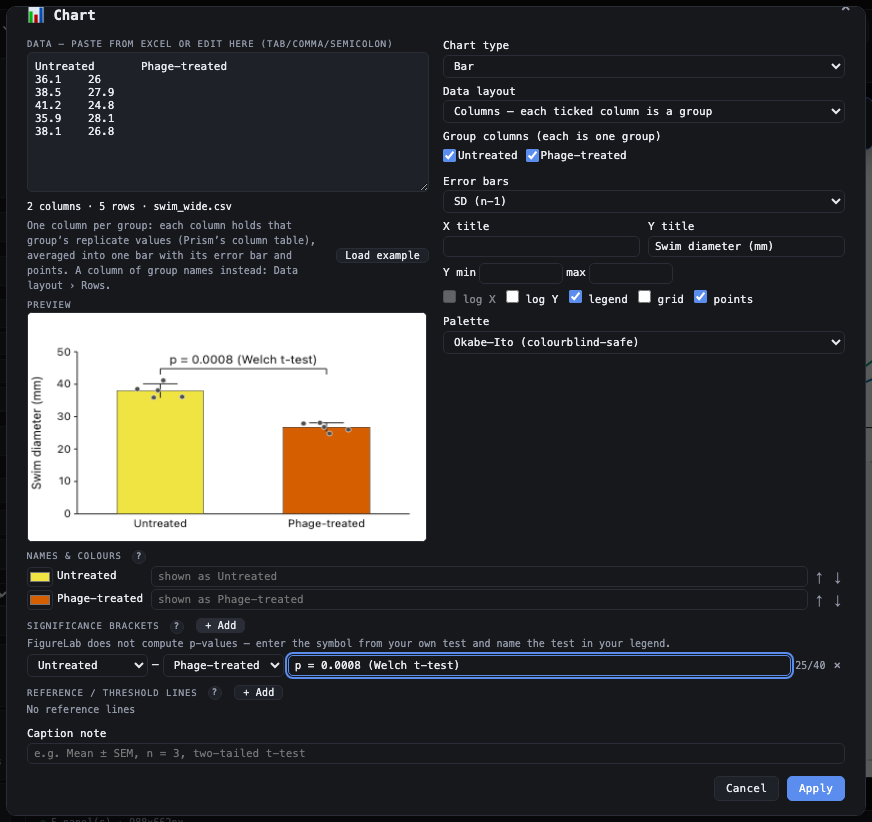 Chart
DATA — PASTE FROM EXCEL OR EDIT HERE (TAB/COMMA/SEMICOLON)
Untreated Phage-treated
36.1 26
38.5 27.9
41.2 24.8
35.9 28.1
38.1 26.8
2 columns · 5 rows · swim_wide.csv
One column per group: each column holds that
group's replicate values (Prism's column table),
averaged into one bar with its error bar and
points. A column of group names instead: Data
layout › Rows.
Load example
PREVIEW
p = 0.0008 (Welch t-test)
Swim diameter (mm)
50
40
30
20
10
0
Untreated Phage-treated
Chart type
Bar
Data layout
Columns — each ticked column is a group
Group columns (each is one group)
Untreated Phage-treated
Error bars
SD (n-1)
X title Y title
Swim diameter (mm)
Y min max
log X log Y legend grid points
Palette
Okabe—Ito (colourblind-safe)
NAMES & COLOURS ?
Untreated shown as Untreated ↑ ↓
Phage-treated shown as Phage-treated ↑ ↓
SIGNIFICANCE BRACKETS ? + Add
FigureLab does not compute p-values — enter the symbol from your own test and name the test in your legend.
Untreated — Phage-treated p = 0.0008 (Welch t-test) 25/40 ×
REFERENCE / THRESHOLD LINES ? + Add
No reference lines
Caption note
e.g. Mean ± SEM, n = 3, two-tailed t-test
Cancel Apply